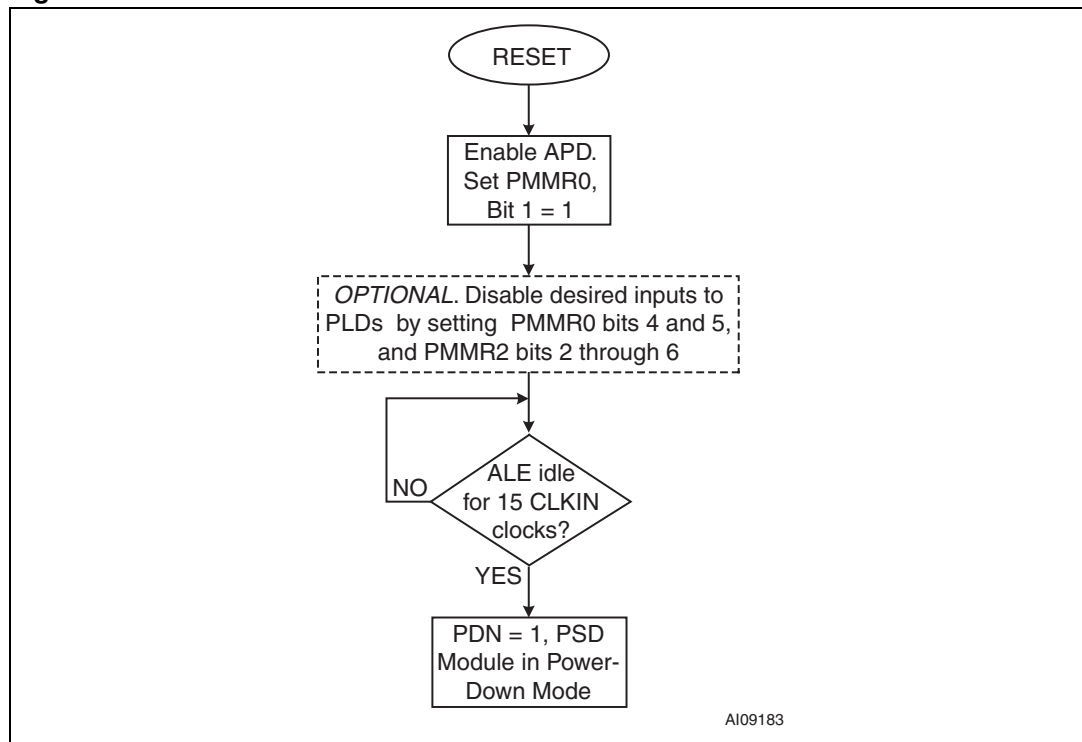 RESET
Enable APD.
Set PMMR0,
Bit 1 = 1
OPTIONAL. Disable desired inputs to
PLDs by setting PMMR0 bits 4 and 5,
and PMMR2 bits 2 through 6
ALE idle
for 15 CLKIN
clocks?
NO
YES
PDN = 1, PSD
Module in Power-
Down Mode
AI09183